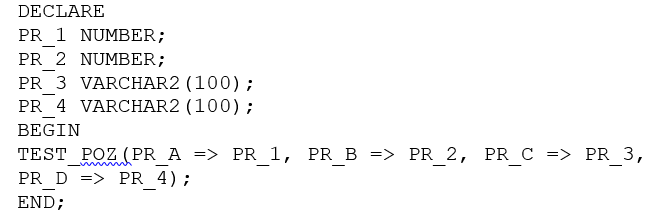 DECLARE
PR_1 NUMBER;
PR_2 NUMBER;
PR_3 VARCHAR2(100);
PR_4 VARCHAR2(100);
BEGIN
TEST_POZ(PR_A => PR_1, PR_B => PR_2, PR_C => PR_3,
PR_D => PR_4);
END;